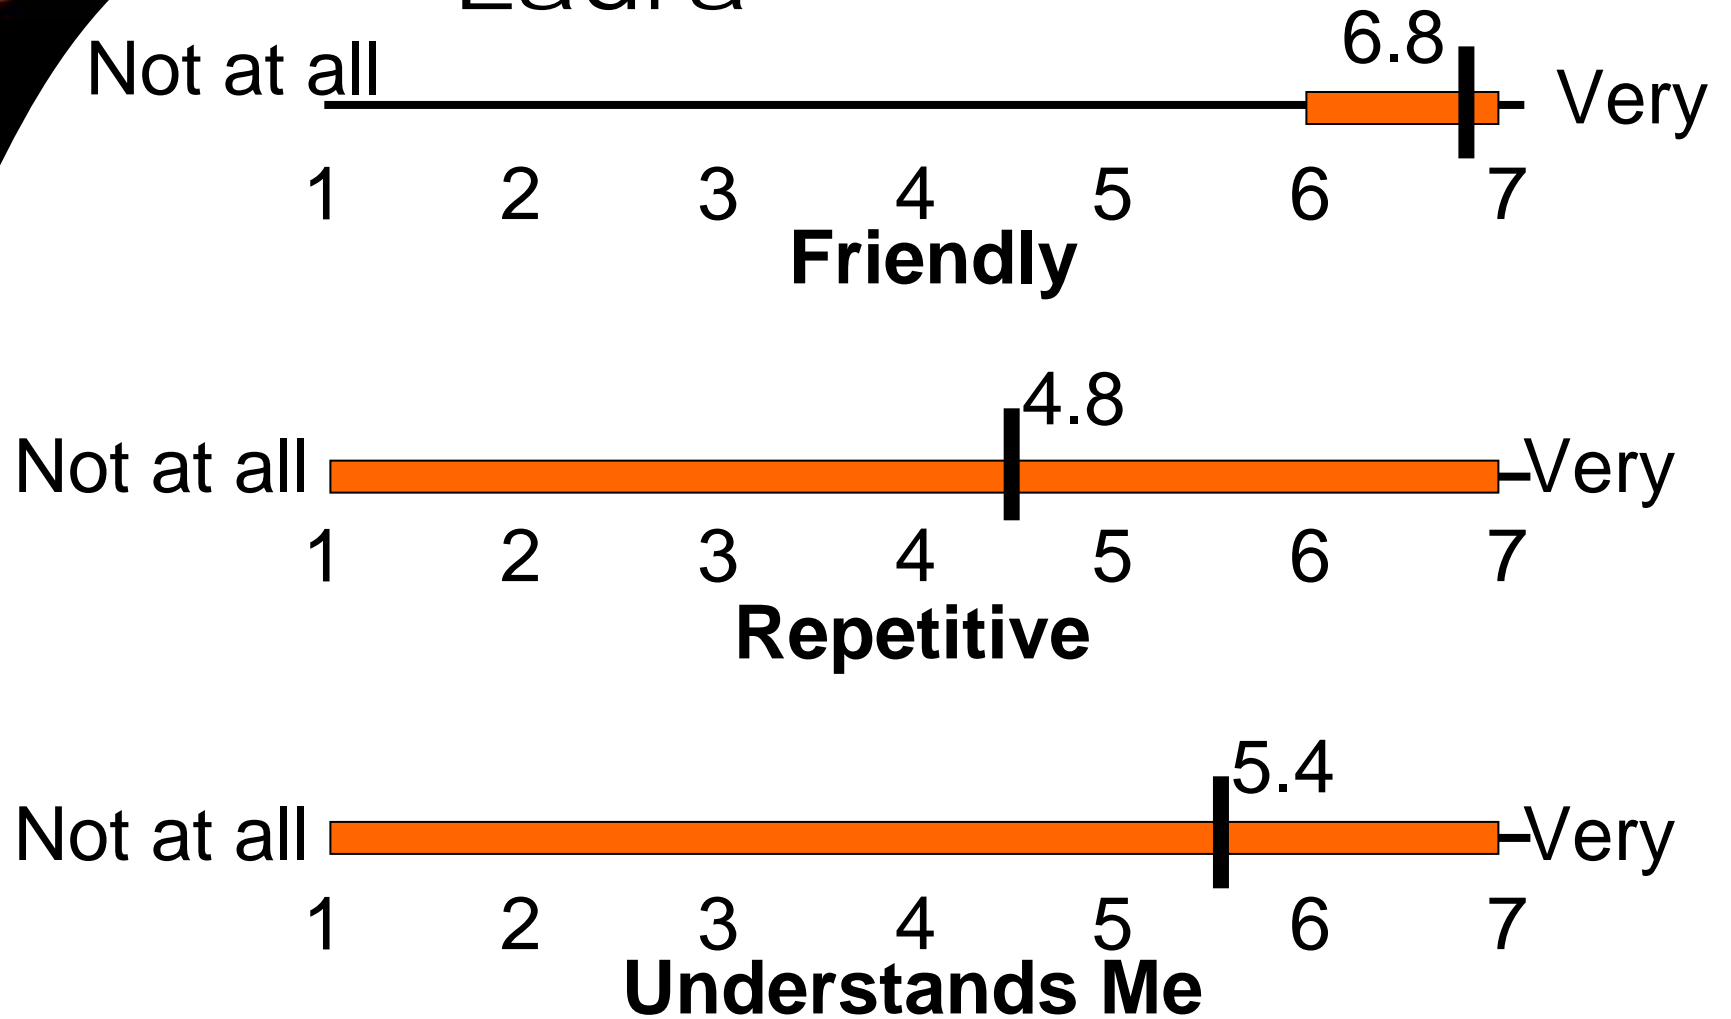 Laura
6.8
Not at all Very
1 2 3 4 5 6 7
Friendly
4.8
Not at all Very
1 2 3 4 5 6 7
Repetitive
5.4
Not at all Very
1 2 3 4 5 6 7
Understands Me